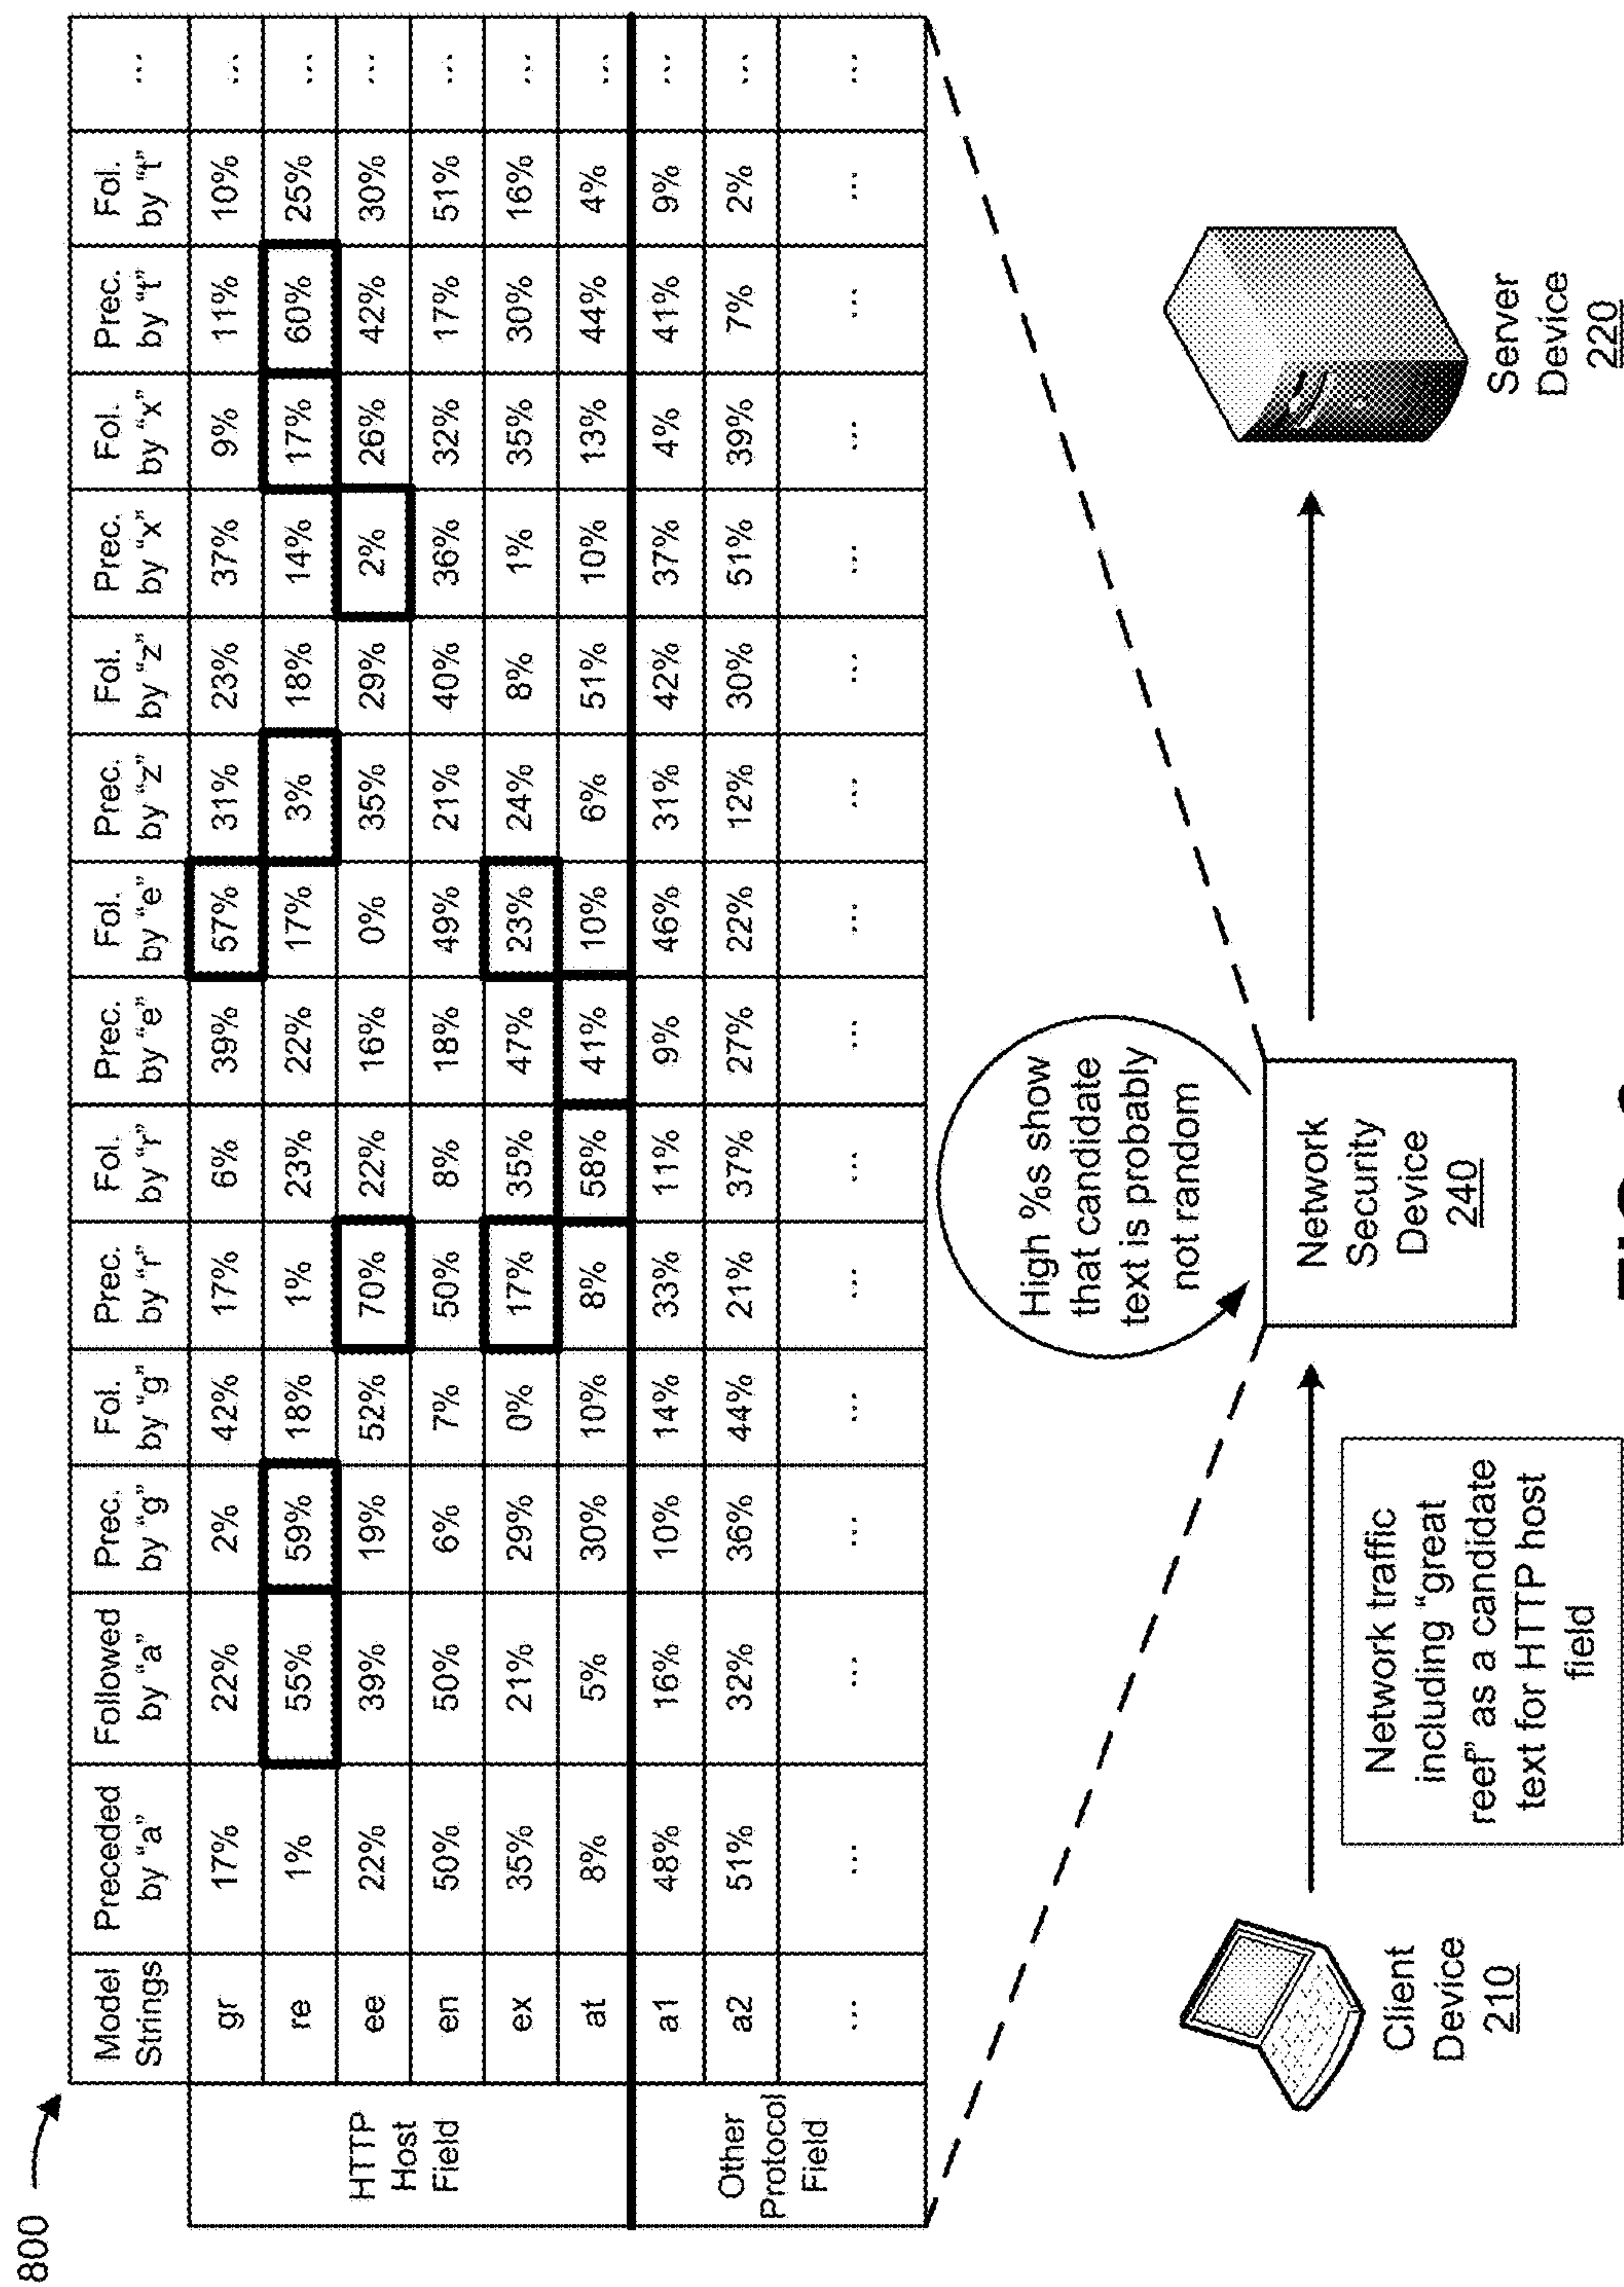 800
Model Strings | Preceded by "a" | Followed by "a" | Prec. by "g" | Fol. by "g" | Prec. by "r" | Fol. by "r" | Prec. by "e" | Fol. by "e" | Prec. by "z" | Fol. by "z" | Prec. by "x" | Fol. by "x" | Prec. by "t" | Fol. by "t" | ...
HTTP Host Field
gr 17% 22% 2% 42% 17% 6% 39% 57% 31% 23% 37% 9% 11% 10% ...
re 1% 55% 59% 18% 1% 23% 22% 17% 3% 18% 14% 17% 60% 25% ...
ee 22% 39% 19% 52% 70% 22% 16% 0% 35% 29% 2% 26% 42% 30% ...
en 50% 50% 6% 7% 50% 8% 18% 49% 21% 40% 36% 32% 17% 51% ...
ex 35% 21% 29% 0% 17% 35% 47% 23% 24% 8% 1% 35% 30% 16% ...
at 8% 5% 30% 10% 8% 58% 41% 10% 6% 51% 10% 13% 44% 4% ...
Other Protocol Field
a1 48% 16% 10% 14% 33% 11% 9% 46% 31% 42% 37% 4% 41% 9% ...
a2 51% 32% 36% 44% 21% 37% 27% 22% 12% 30% 51% 39% 7% 2% ...
... ... ... ... ... ... ... ... ... ... ... ... ... ... ... ...
High %s show
that candidate
text is probably
not random
Client
Device
210
Network traffic
including "great
reef" as a candidate
text for HTTP host
field
Network
Security
Device
240
Server
Device
220